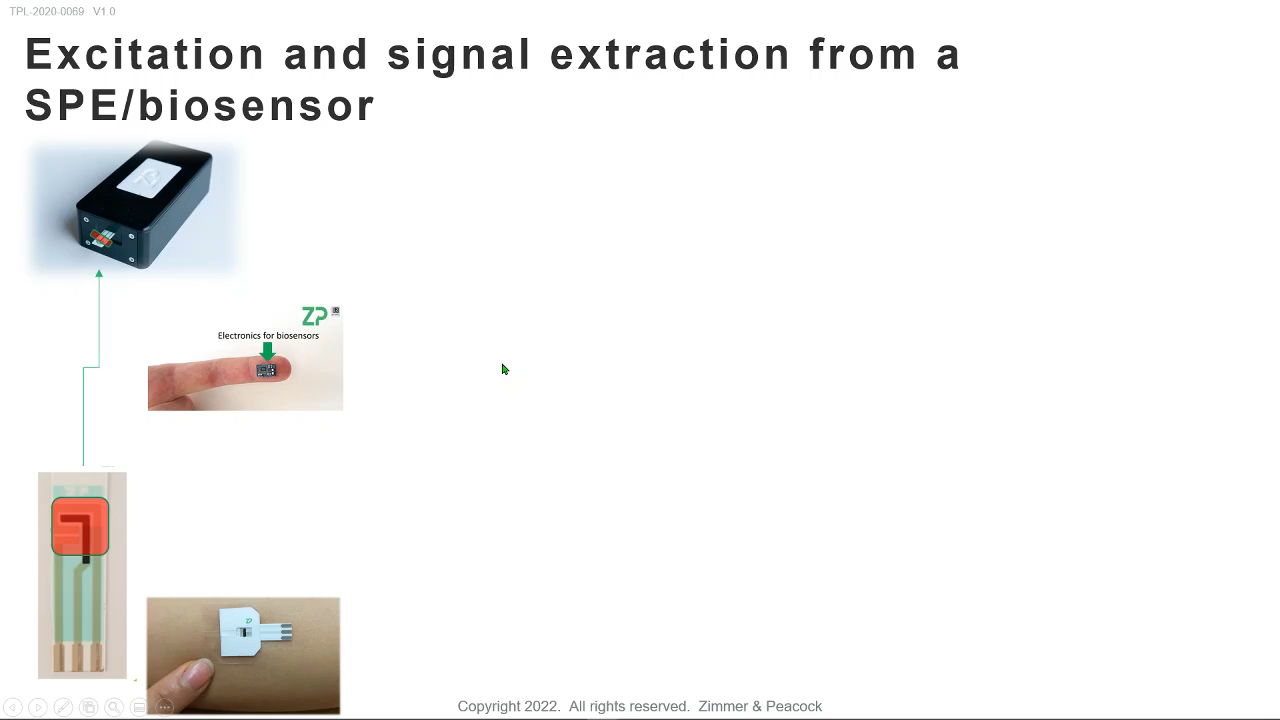 TPL-2020-0069 V1.0
Excitation and signal extraction from a
SPE/biosensor
ZP
Electronics for biosensors
Copyright 2022. All rights reserved. Zimmer & Peacock